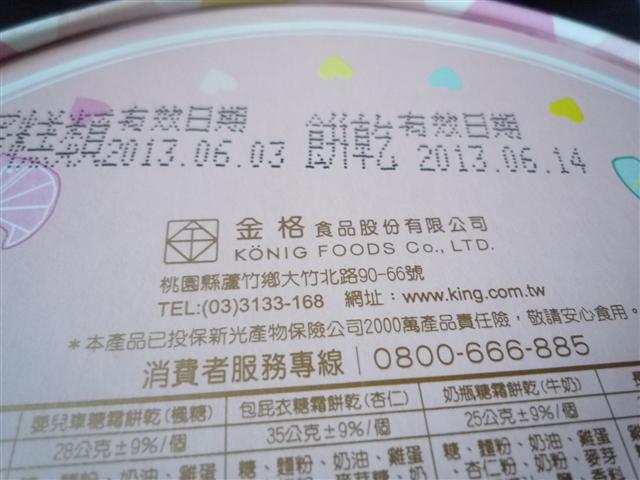 有效日期 餅乾 有效日期
2013.06.03 2013.06.14
金格食品股份有限公司
KÖNIG FOODS Co., LTD.
桃園縣蘆竹鄉大竹北路90-66號
TEL:(03)3133-168 網址:www.king.com.tw
*本產品已投保新光產物保險公司2000萬產品責任險,敬請安心食用。
消費者服務專線 0800-666-885
嬰兒車糖霜餅乾(楓糖) 包屁衣糖霜餅乾(杏仁) 奶瓶糖霜餅乾(牛奶)
28公克±9%/個 35公克±9%/個 25公克±9%/個
糖、麵粉、奶油、雞蛋 糖、麵粉、奶油、雞蛋
、杏仁粉、奶粉、麥芽